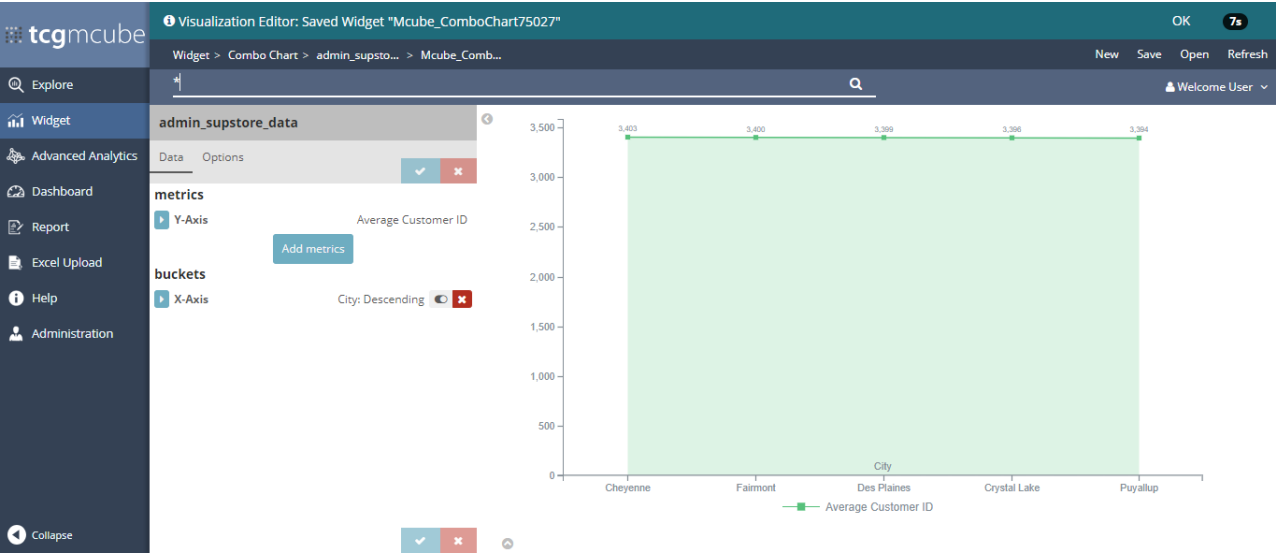 tcgmcube
Visualization Editor: Saved Widget "Mcube_ComboChart75027"
OK
7s
Widget > Combo Chart > admin_supsto... > Mcube_Comb...
New Save Open Refresh
*
Welcome User
Explore
Widget
Advanced Analytics
Dashboard
Report
Excel Upload
Help
Administration
Collapse
admin_supstore_data
Data Options
metrics
Y-Axis Average Customer ID
Add metrics
buckets
X-Axis City: Descending
3,500
3,000
2,500
2,000
1,500
1,000
500
0
3,403 3,400 3,399 3,396 3,394
City
Cheyenne Fairmont Des Plaines Crystal Lake Puyallup
Average Customer ID